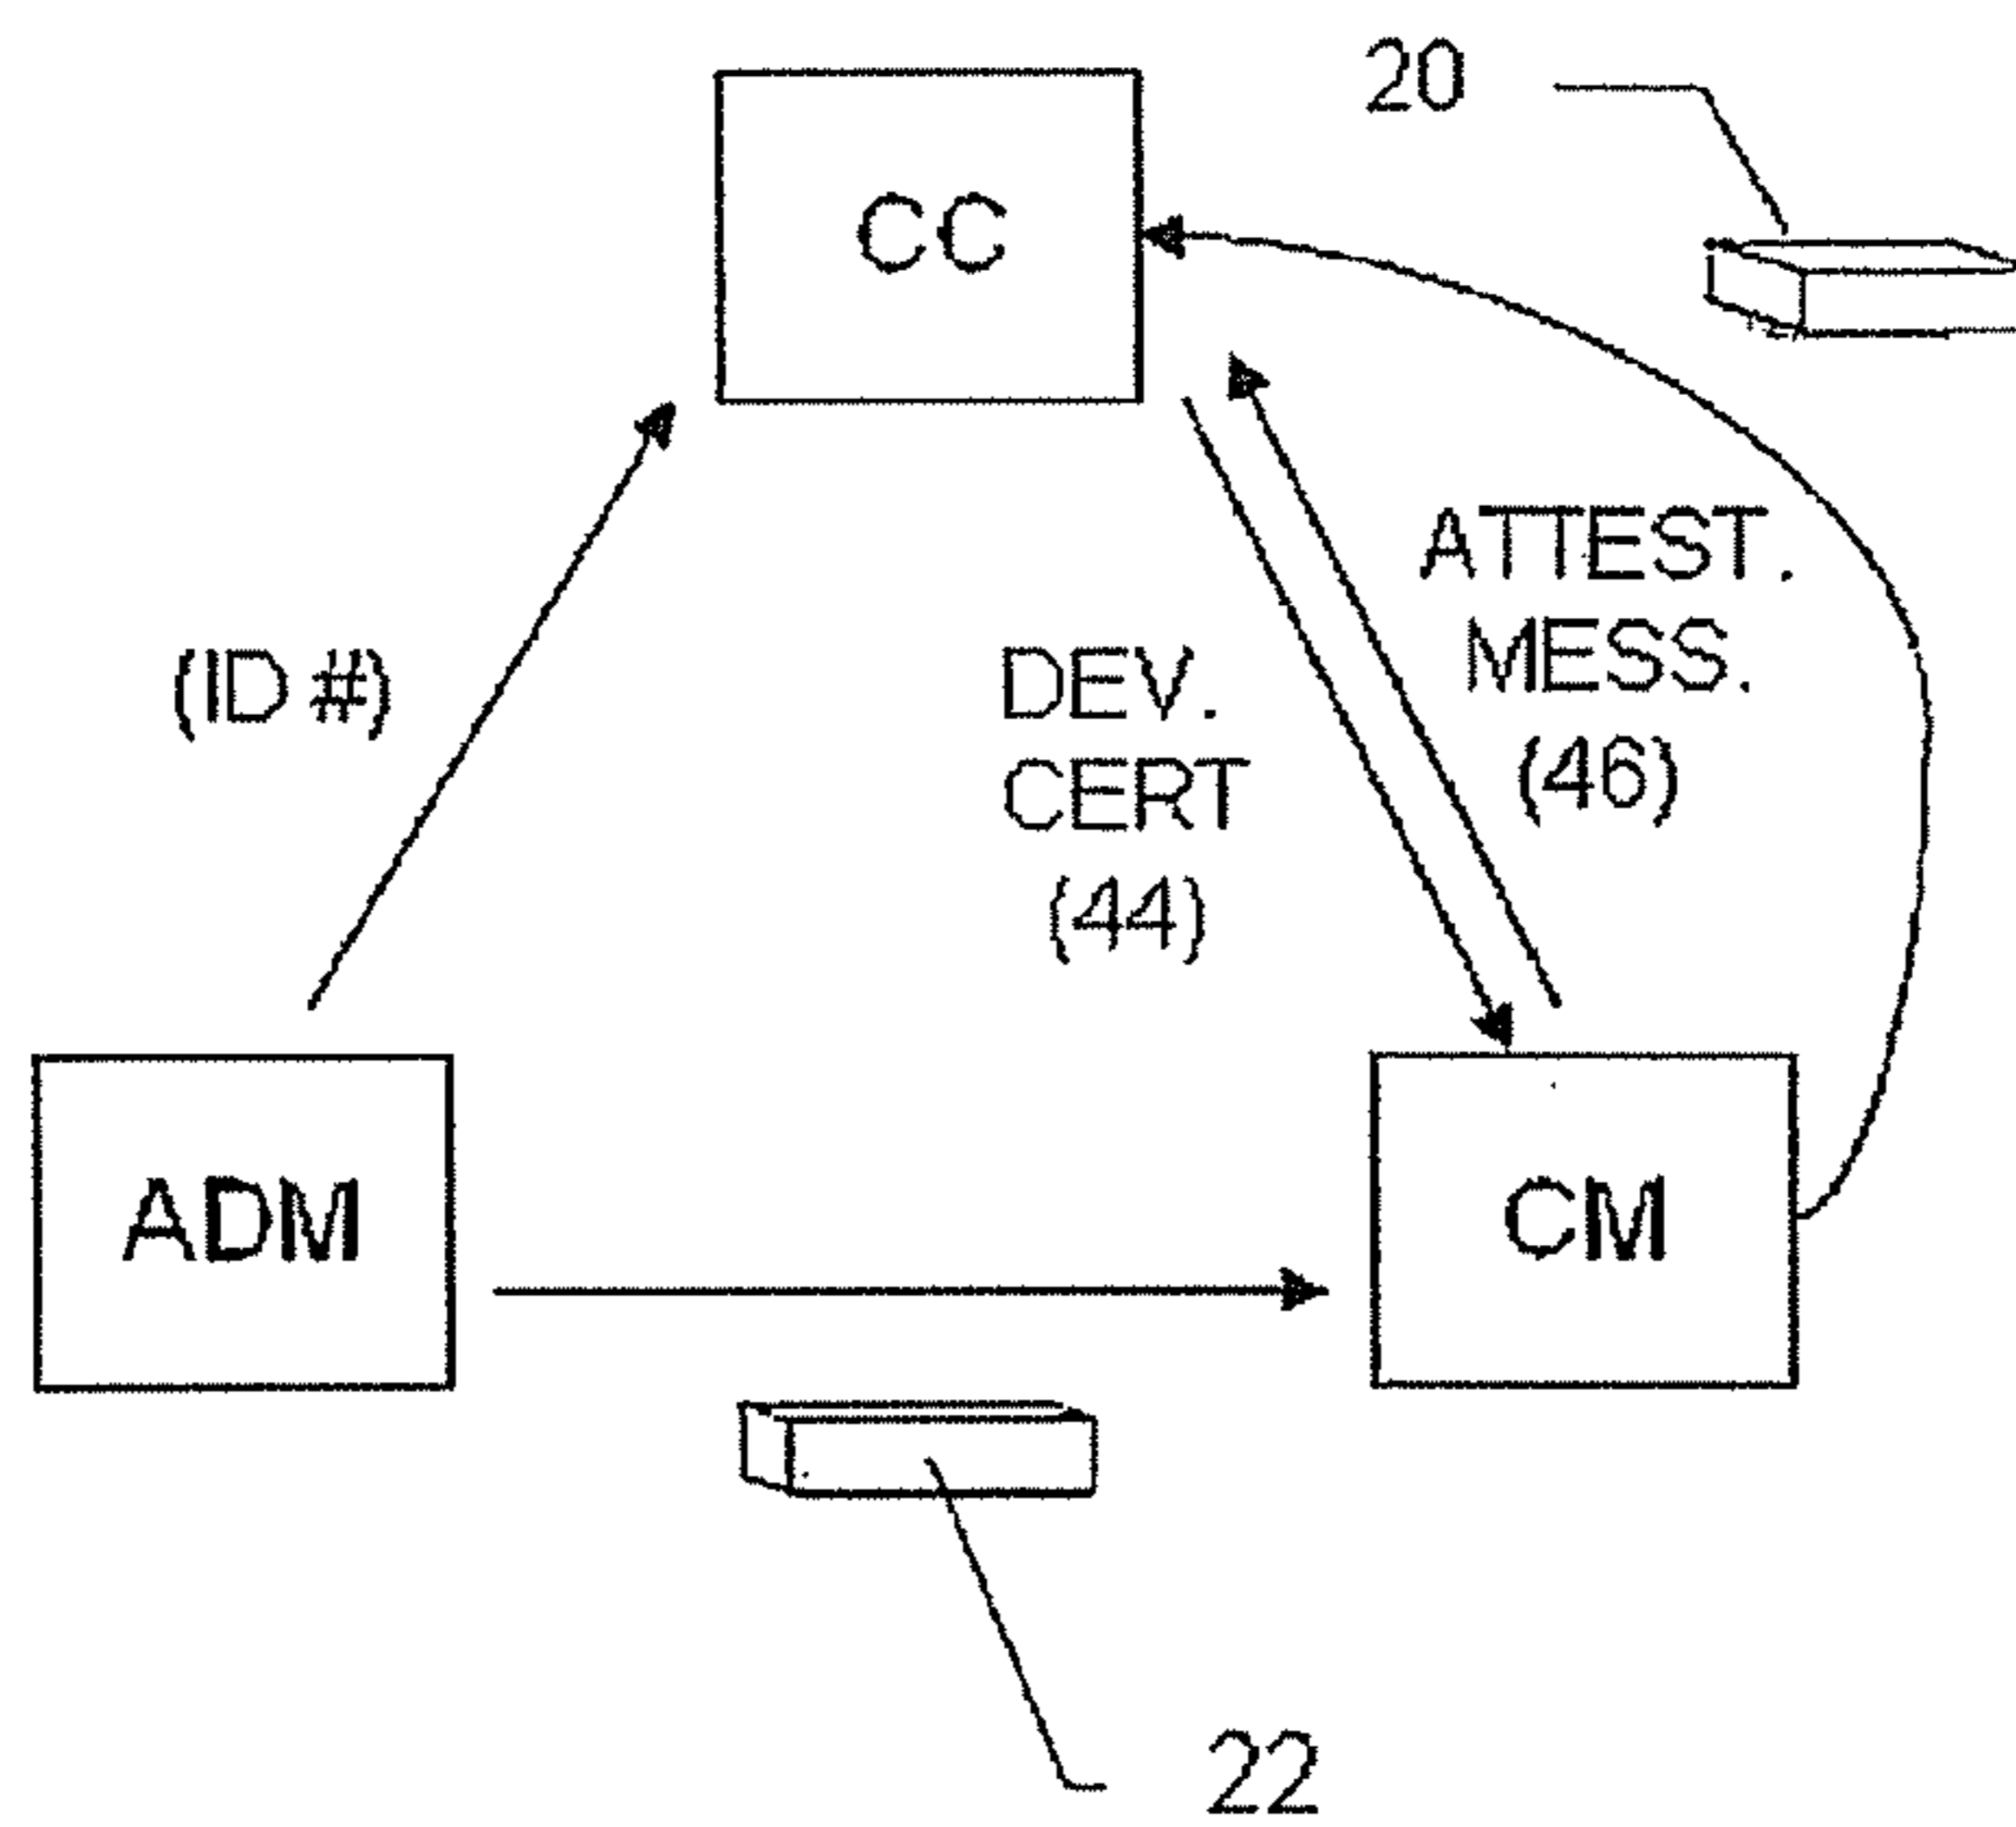 20
CC
ATTEST.
MESS.
(46)
(ID #)
DEV.
CERT
(44)
ADM
CM
22